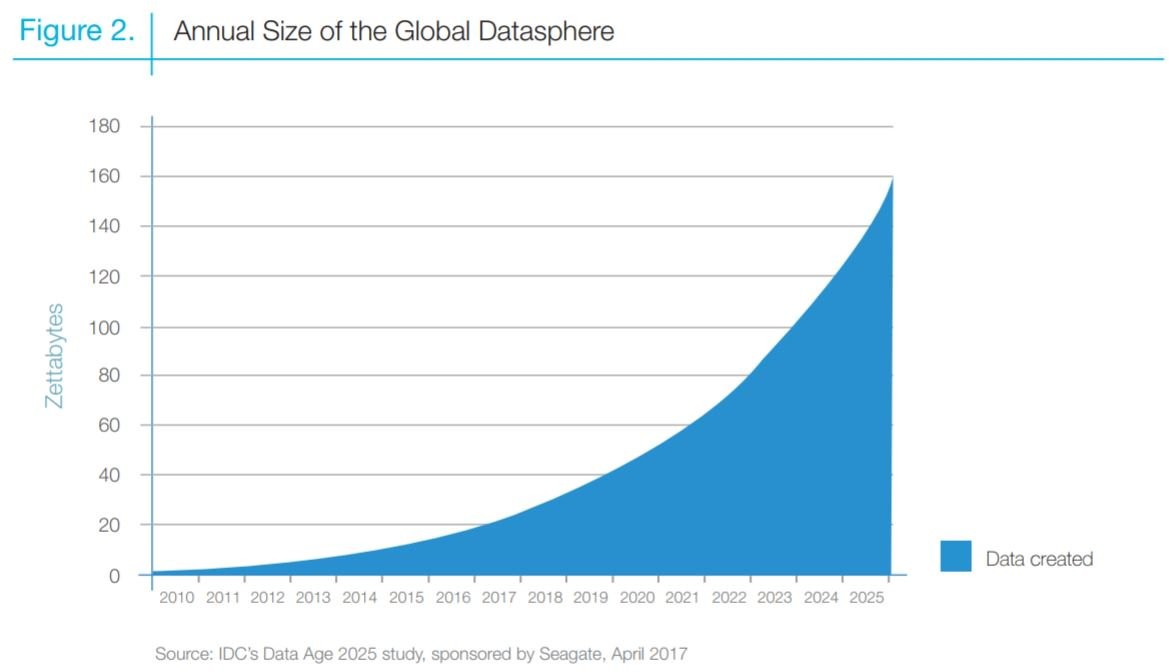 Figure 2.
Annual Size of the Global Datasphere
180
160
140
120
100
80
60
40
20
0
Zettabytes
2010 2011 2012 2013 2014 2015 2016 2017 2018 2019 2020 2021 2022 2023 2024 2025
Data created
Source: IDC's Data Age 2025 study, sponsored by Seagate, April 2017